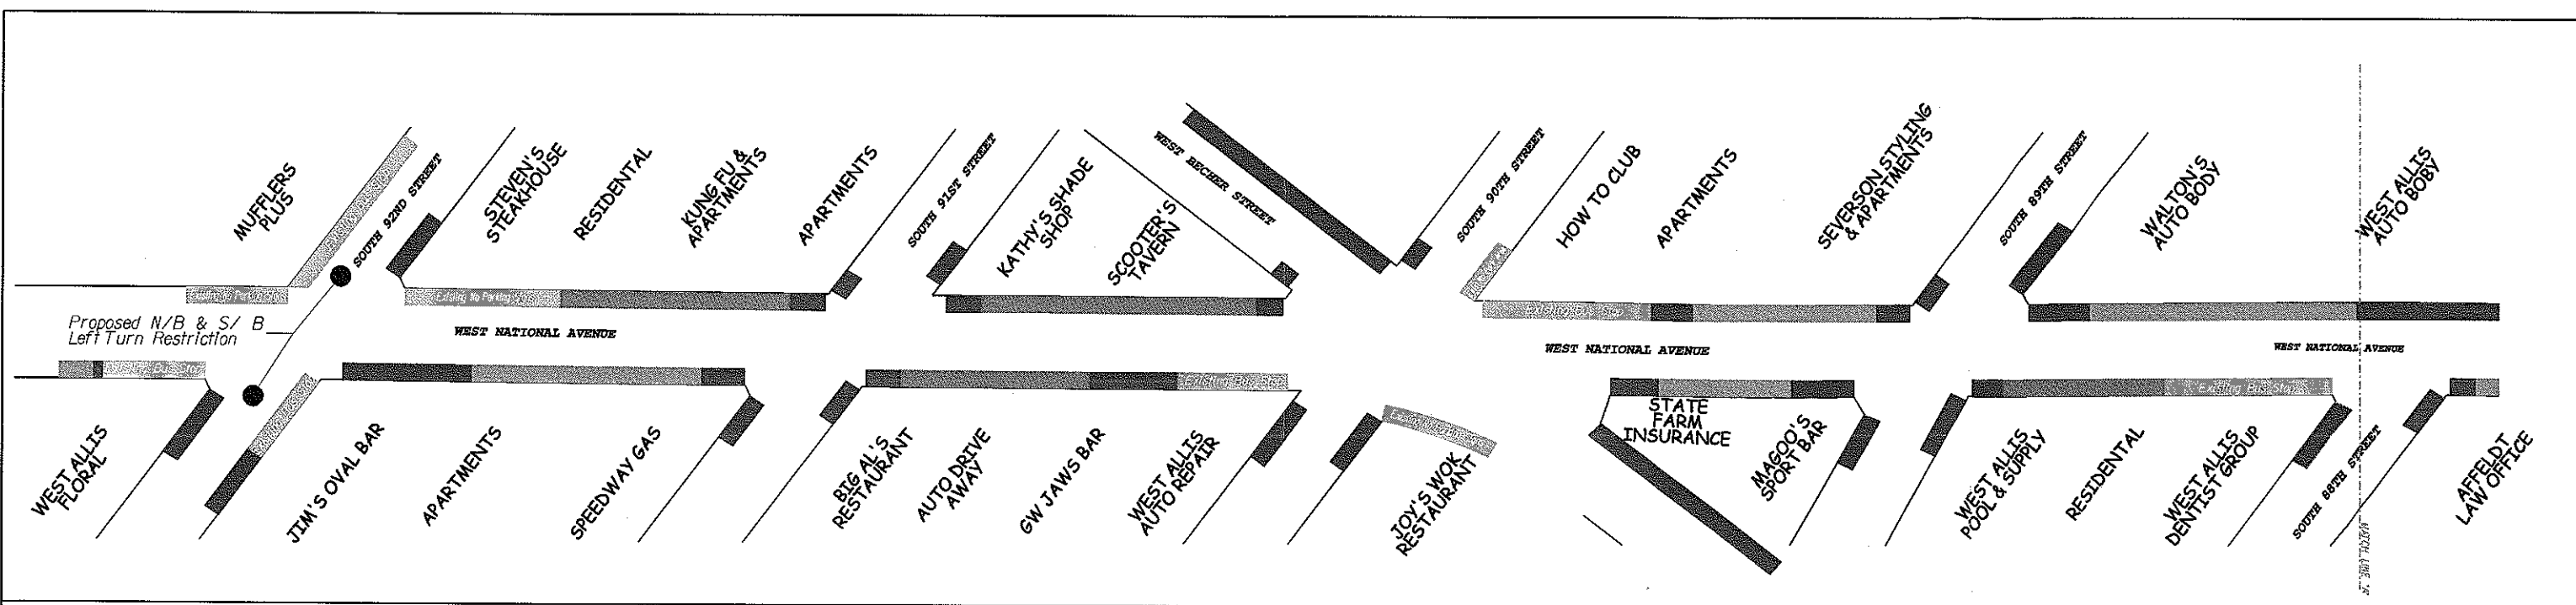 MUFFLERS
PLUS
SOUTH 92ND STREET
STEVEN'S
STEAKHOUSE
RESIDENTAL
KUNG FU &
APARTMENTS
APARTMENTS
SOUTH 91ST STREET
KATHY'S SHADE
SHOP
SCOOTER'S
TAVERN
WEST BECHER STREET
SOUTH 90TH STREET
HOW TO CLUB
APARTMENTS
SEVERSON STYLING
& APARTMENTS
SOUTH 89TH STREET
WALTON'S
AUTO BODY
WEST ALLIS
AUTO BOBY
Existing No Parking
Existing Bus Stop
Proposed N/B & S/ B
Left Turn Restriction
WEST NATIONAL AVENUE
WEST NATIONAL AVENUE
WEST NATIONAL AVENUE
Bus Stop
Existing Bus Stop
Existing Bus Stop
WEST ALLIS
FLORAL
JIM'S OVAL BAR
APARTMENTS
SPEEDWAY GAS
BIG AL'S
RESTAURANT
AUTO DRIVE
AWAY
GW JAWS BAR
WEST ALLIS
AUTO REPAIR
JOY'S WOK
RESTAURANT
STATE
FARM
INSURANCE
MAGOO'S
SPORT BAR
WEST ALLIS
POOL & SUPPLY
RESIDENTAL
WEST ALLIS
DENTIST GROUP
SOUTH 88TH STREET
AFFELDT
LAW OFFICE
MATCH LINE